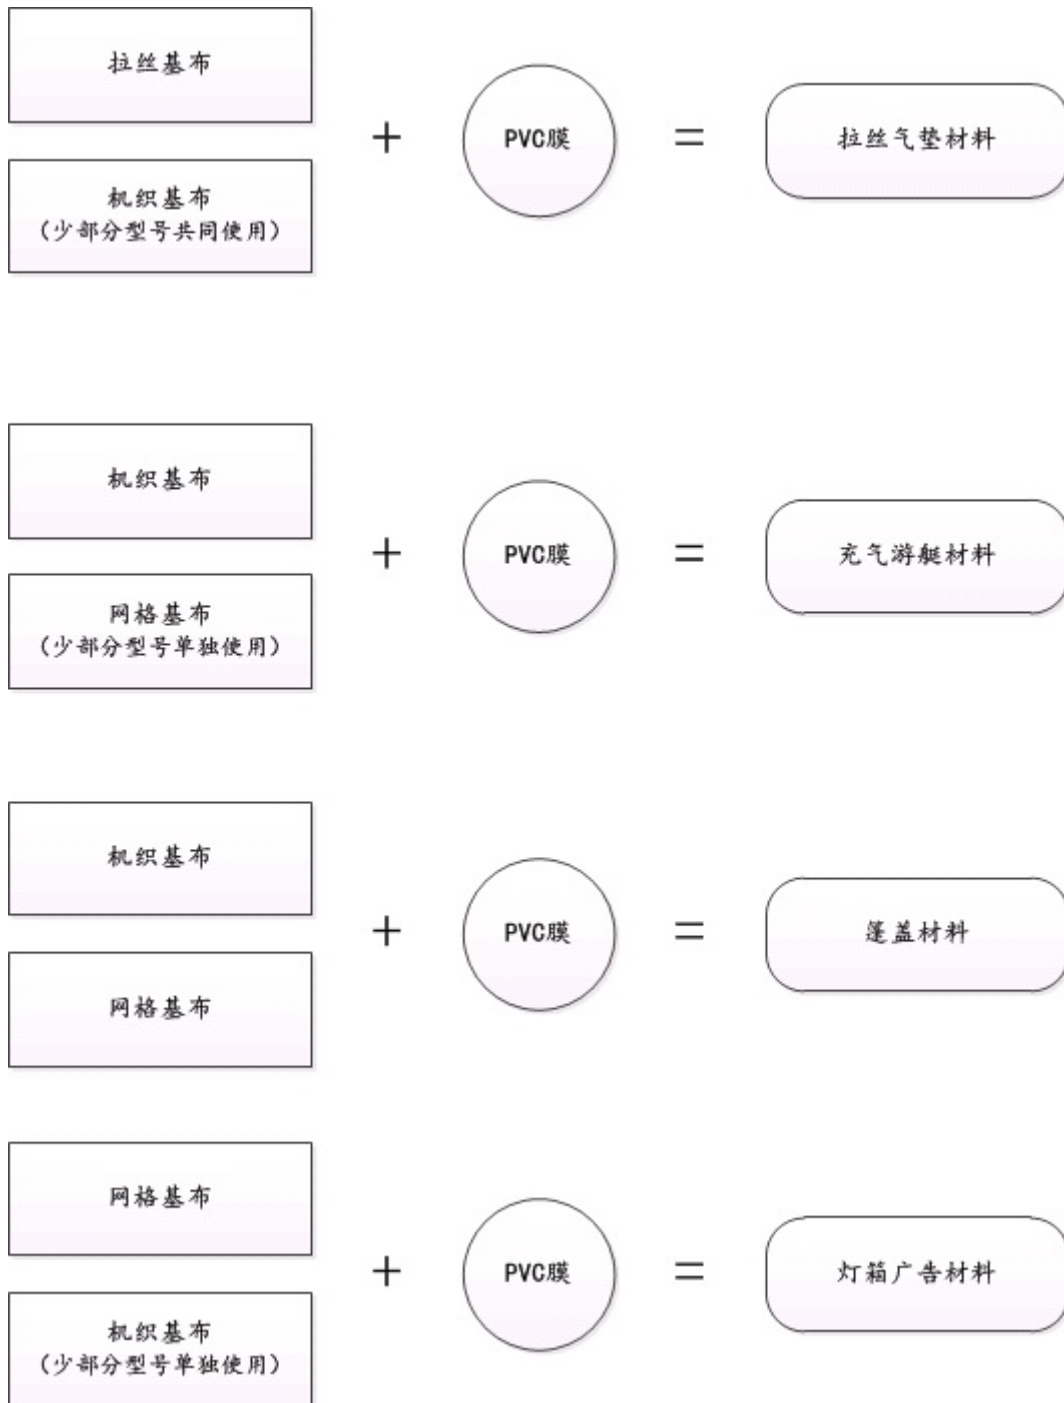 拉丝基布
机织基布
（少部分型号共同使用）
+
PVC膜
=
拉丝气垫材料
机织基布
网格基布
（少部分型号单独使用）
+
PVC膜
=
充气游艇材料
机织基布
网格基布
+
PVC膜
=
篷盖材料
网格基布
机织基布
（少部分型号单独使用）
+
PVC膜
=
灯箱广告材料